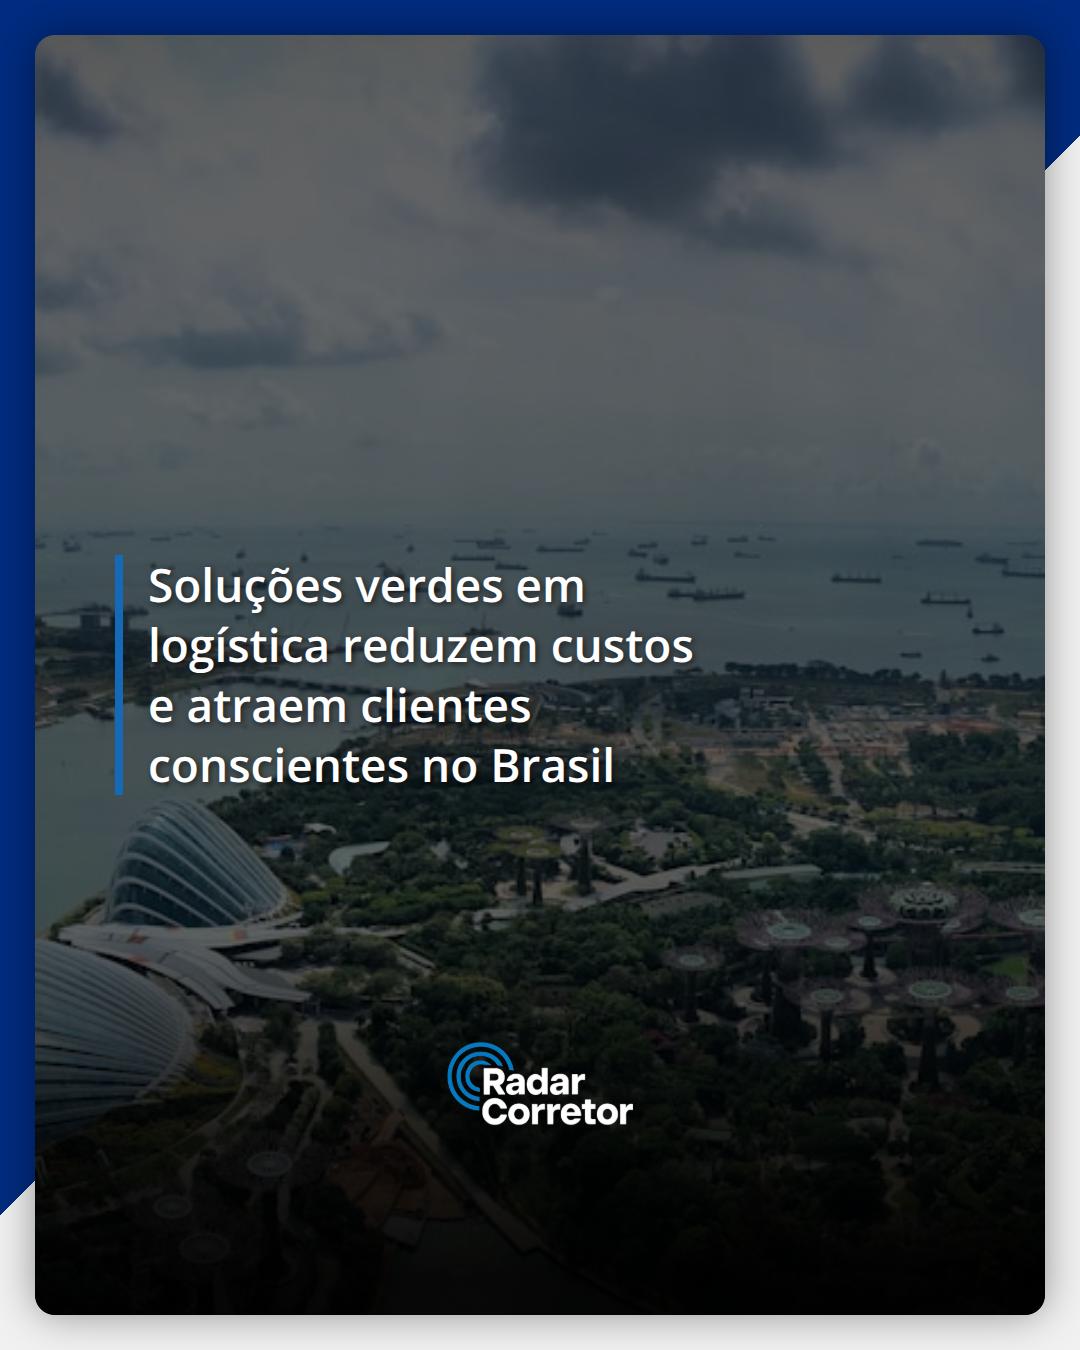 Soluções verdes em
logística reduzem custos
e atraem clientes
conscientes no Brasil
Radar
Corretor